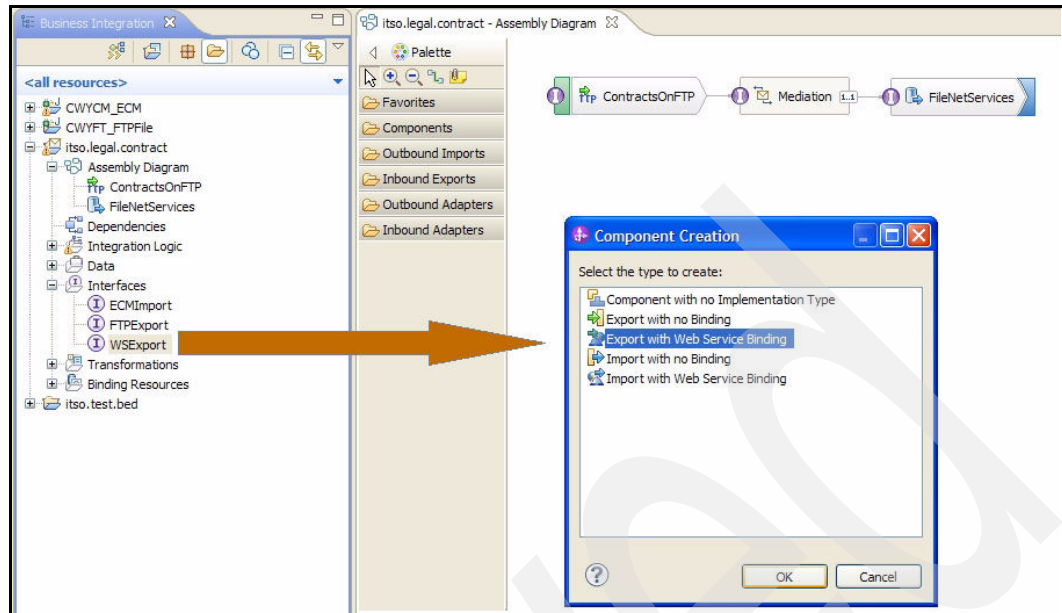 Business Integration
<all resources>
CWYCM_ECM
CWYFT_FTPFile
itso.legal.contract
Assembly Diagram
FTP ContractsOnFTP
FileNetServices
Dependencies
Integration Logic
Data
Interfaces
I ECMImport
I FTPExport
I WSExport
Transformations
Binding Resources
itso.test.bed
itso.legal.contract - Assembly Diagram
Palette
Favorites
Components
Outbound Imports
Inbound Exports
Outbound Adapters
Inbound Adapters
I FTP ContractsOnFTP I Mediation 1..1 I FileNetServices
Component Creation
Select the type to create:
Component with no Implementation Type
Export with no Binding
Export with Web Service Binding
Import with no Binding
Import with Web Service Binding
? OK Cancel